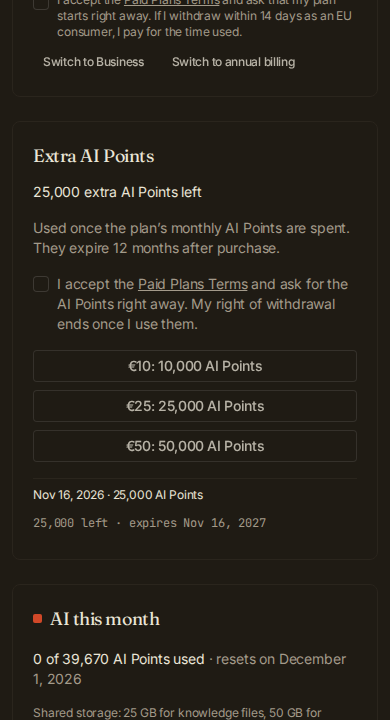 I accept the Paid Plans Terms and ask that my plan
starts right away. If I withdraw within 14 days as an EU
consumer, I pay for the time used.
Switch to Business Switch to annual billing
Extra AI Points
25,000 extra AI Points left
Used once the plan’s monthly AI Points are spent.
They expire 12 months after purchase.
I accept the Paid Plans Terms and ask for the
AI Points right away. My right of withdrawal
ends once I use them.
€10: 10,000 AI Points
€25: 25,000 AI Points
€50: 50,000 AI Points
Nov 16, 2026 · 25,000 AI Points
25,000 left · expires Nov 16, 2027
AI this month
0 of 39,670 AI Points used · resets on December
1, 2026
Shared storage: 25 GB for knowledge files, 50 GB for